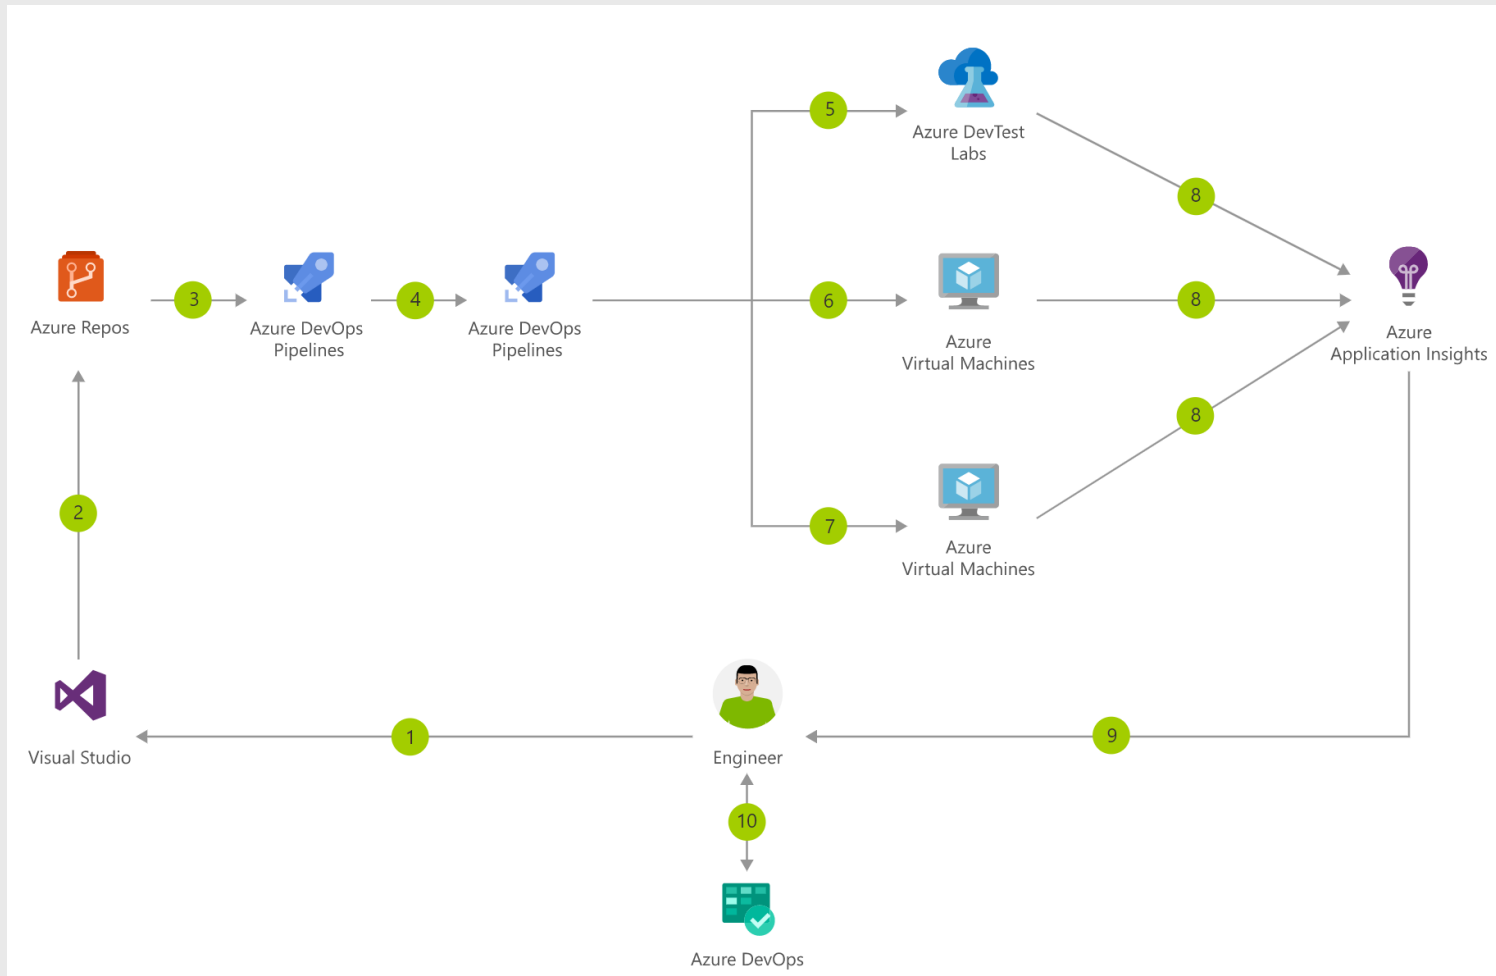 5
Azure DevTest
Labs
8
Azure Repos
3
Azure DevOps
Pipelines
4
Azure DevOps
Pipelines
6
Azure
Virtual Machines
8
Azure
Application Insights
8
2
7
Azure
Virtual Machines
Visual Studio
1
Engineer
9
10
Azure DevOps